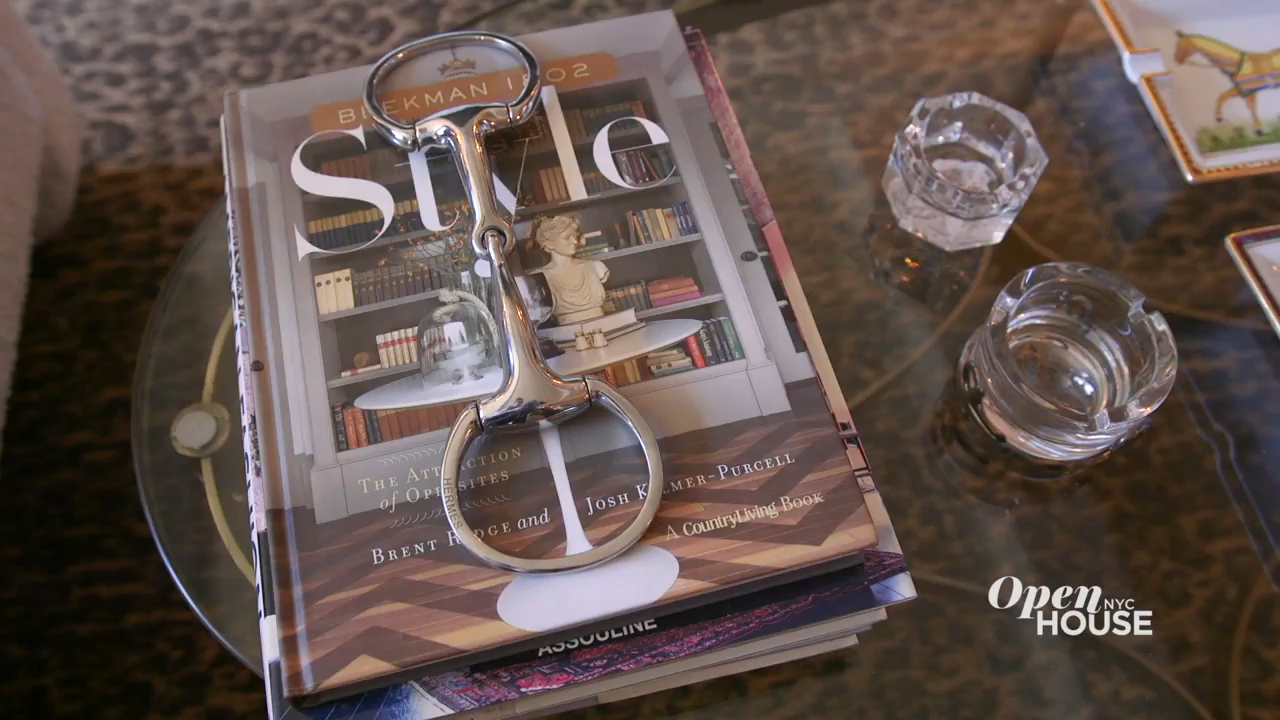 BEEKMAN 1802
Style
THE ATTRACTION
of OPPOSITES
BRENT RIDGE and JOSH KILMER-PURCELL
A CountryLiving BOOK
HERMES
ASSOULINE
Open NYC
HOUSE